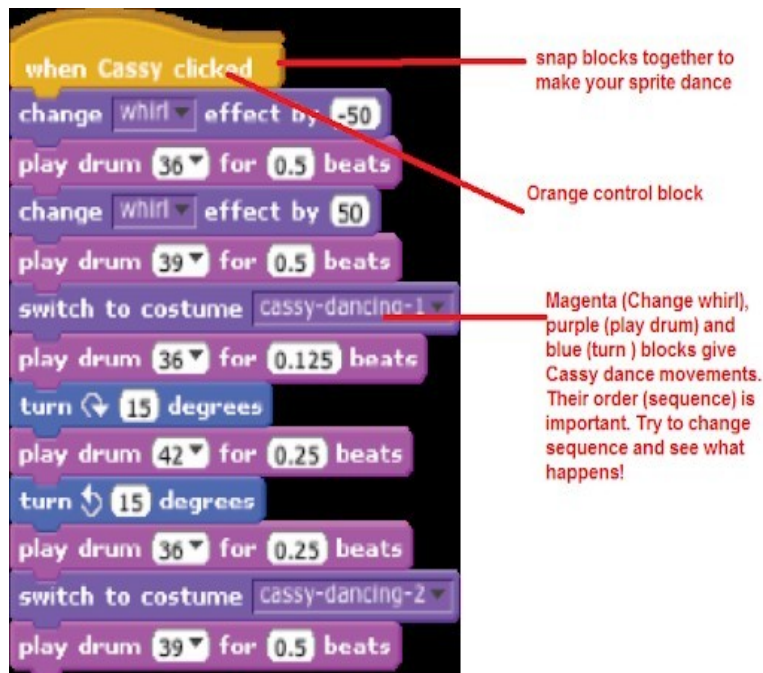 when Cassy clicked
change whirl effect by -50
play drum 36 for 0.5 beats
change whirl effect by 50
play drum 39 for 0.5 beats
switch to costume cassy-dancing-1
play drum 36 for 0.125 beats
turn 15 degrees
play drum 42 for 0.25 beats
turn 15 degrees
play drum 36 for 0.25 beats
switch to costume cassy-dancing-2
play drum 39 for 0.5 beats
snap blocks together to
make your sprite dance
Orange control block
Magenta (Change whirl),
purple (play drum) and
blue (turn ) blocks give
Cassy dance movements.
Their order (sequence) is
important. Try to change
sequence and see what
happens!